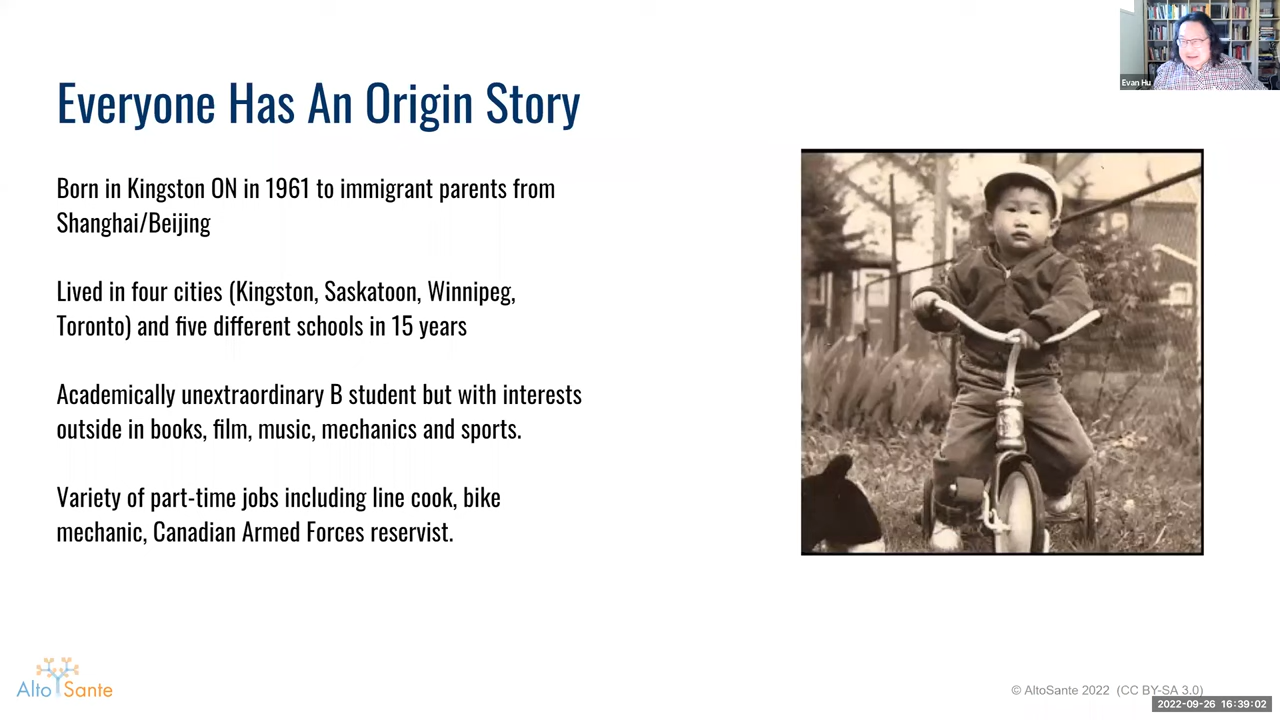 Evan Hu
Everyone Has An Origin Story
Born in Kingston ON in 1961 to immigrant parents from
Shanghai/Beijing
Lived in four cities (Kingston, Saskatoon, Winnipeg,
Toronto) and five different schools in 15 years
Academically unextraordinary B student but with interests
outside in books, film, music, mechanics and sports.
Variety of part-time jobs including line cook, bike
mechanic, Canadian Armed Forces reservist.
Alto Sante
© AltoSante 2022 (CC BY-SA 3.0)
2022-09-26 16:39:02